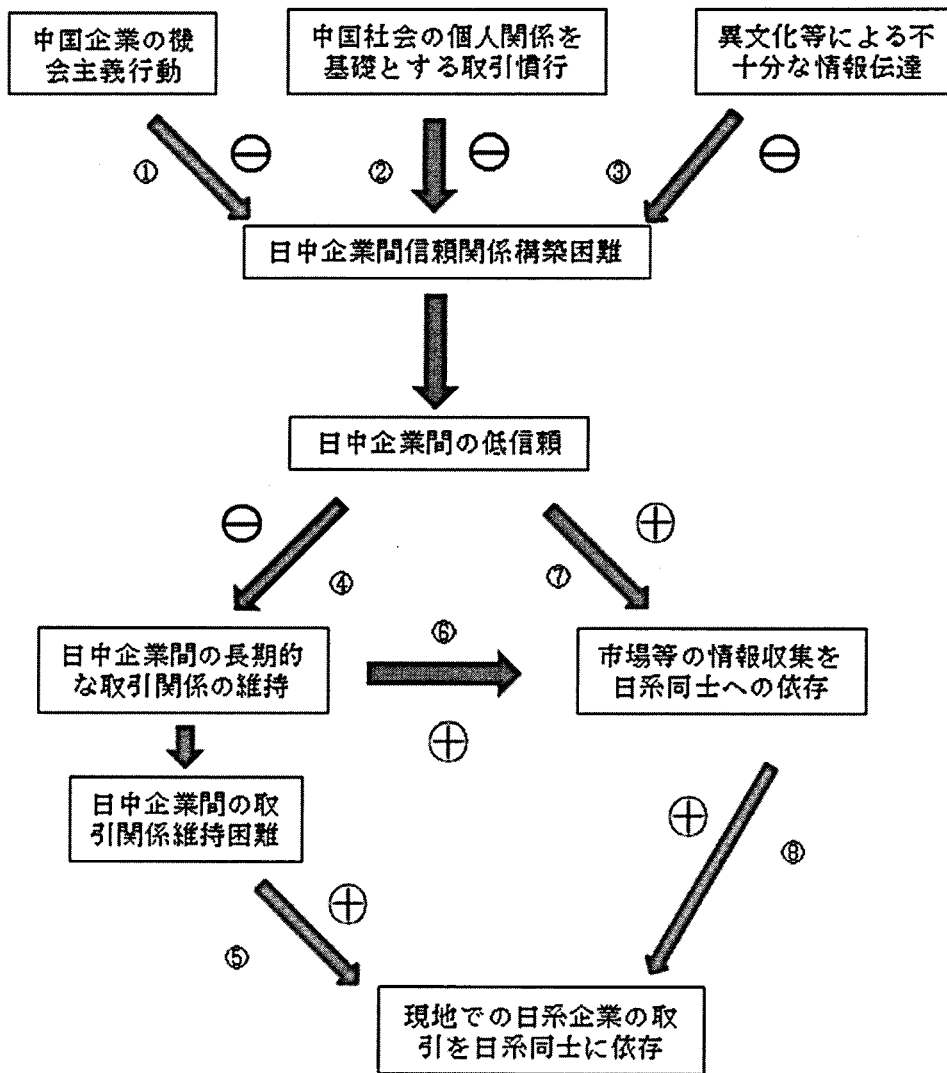 中国企業の機
会主義行動
中国社会の個人関係を
基礎とする取引慣行
異文化等による不
十分な情報伝達
①
⊖
②
⊖
③
⊖
日中企業間信頼関係構築困難
日中企業間の低信頼
⊖
④
⊕
⑦
日中企業間の長期的
な取引関係の維持
⑥
⊕
市場等の情報収集を
日系同士への依存
日中企業間の取
引関係維持困難
⊕
⑧
⊕
⑤
現地での日系企業の取
引を日系同士に依存